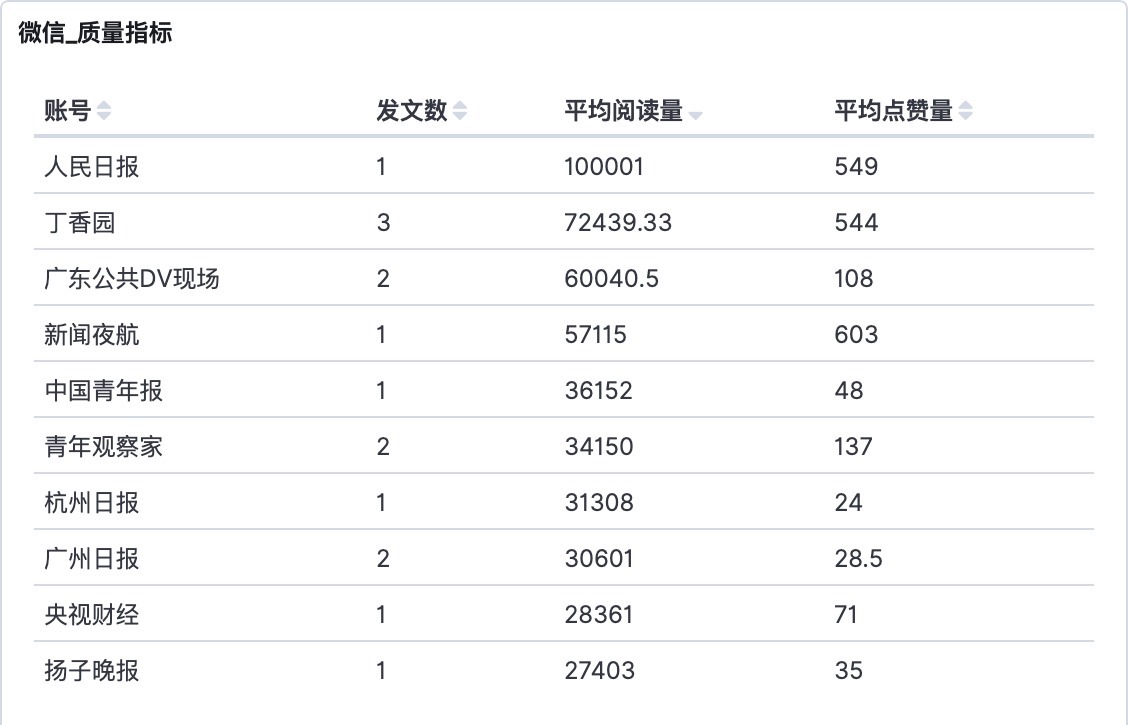 微信_质量指标
账号 发文数 平均阅读量 平均点赞量
人民日报 1 100001 549
丁香园 3 72439.33 544
广东公共DV现场 2 60040.5 108
新闻夜航 1 57115 603
中国青年报 1 36152 48
青年观察家 2 34150 137
杭州日报 1 31308 24
广州日报 2 30601 28.5
央视财经 1 28361 71
扬子晚报 1 27403 35